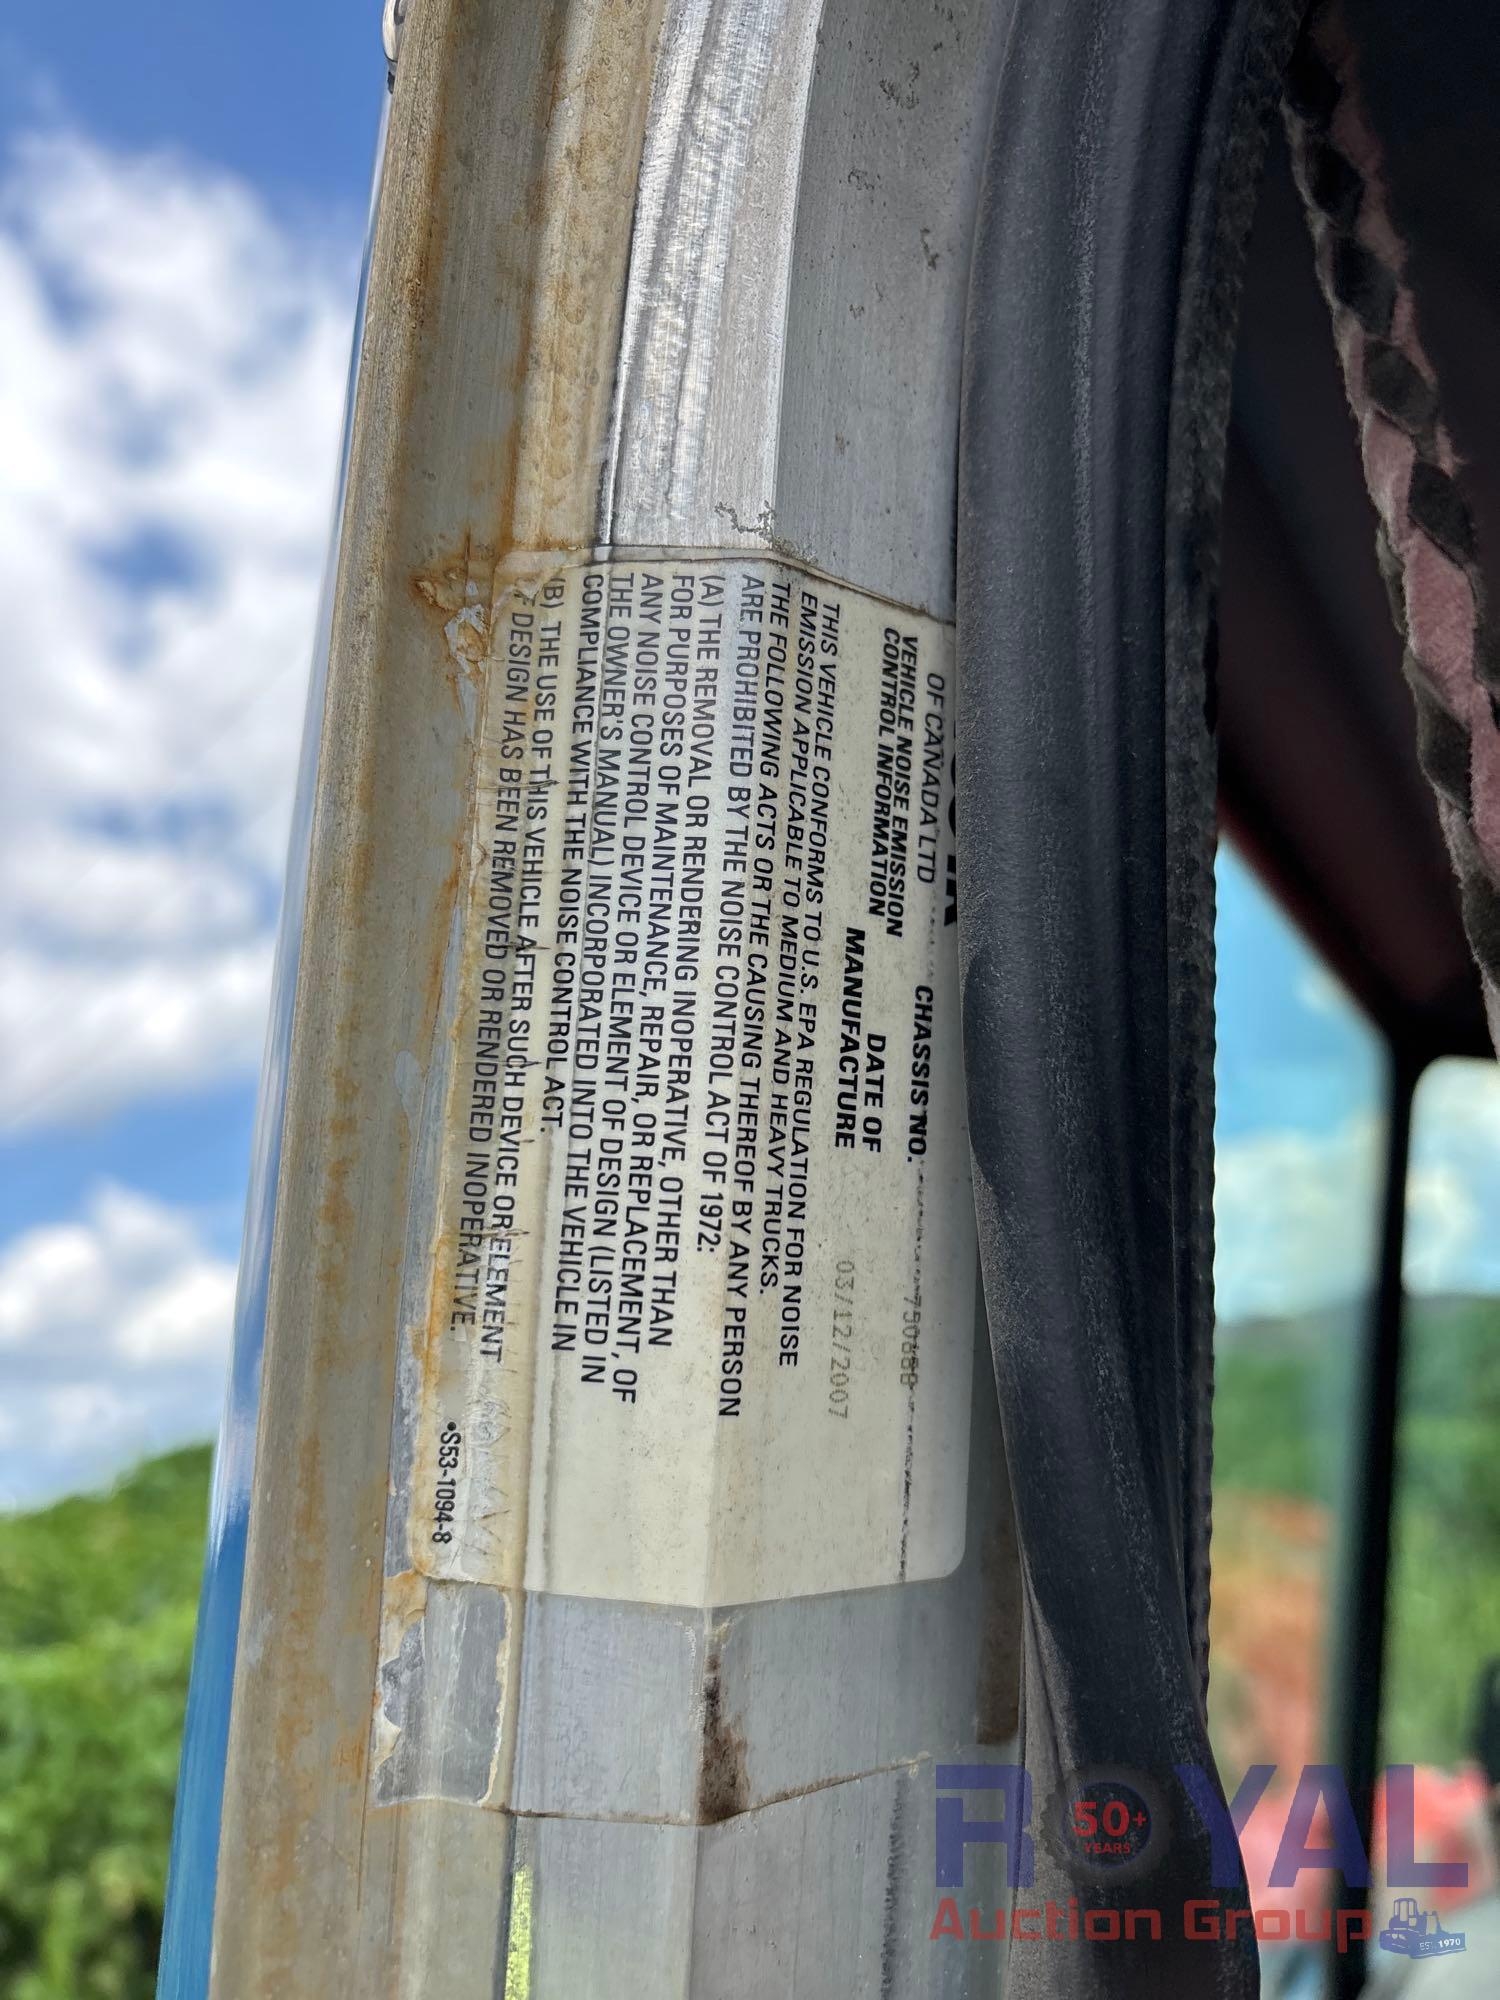 OF CANADA LTD
CHASSIS NO.
VEHICLE NOISE EMISSION
CONTROL INFORMATION
DATE OF
MANUFACTURE
03/12/2007
THIS VEHICLE CONFORMS TO U.S. EPA REGULATION FOR NOISE
EMISSION APPLICABLE TO MEDIUM AND HEAVY TRUCKS.
THE FOLLOWING ACTS OR THE CAUSING THEREOF BY ANY PERSON
ARE PROHIBITED BY THE NOISE CONTROL ACT OF 1972:
(A) THE REMOVAL OR RENDERING INOPERATIVE, OTHER THAN
FOR PURPOSES OF MAINTENANCE, REPAIR, OR REPLACEMENT, OF
ANY NOISE CONTROL DEVICE OR ELEMENT OF DESIGN (LISTED IN
THE OWNER'S MANUAL) INCORPORATED INTO THE VEHICLE IN
COMPLIANCE WITH THE NOISE CONTROL ACT.
(B) THE USE OF THIS VEHICLE AFTER SUCH DEVICE OR ELEMENT
OF DESIGN HAS BEEN REMOVED OR RENDERED INOPERATIVE.
•S53-1094-8
ROYAL
50+
YEARS
Auction Group
EST. 1970